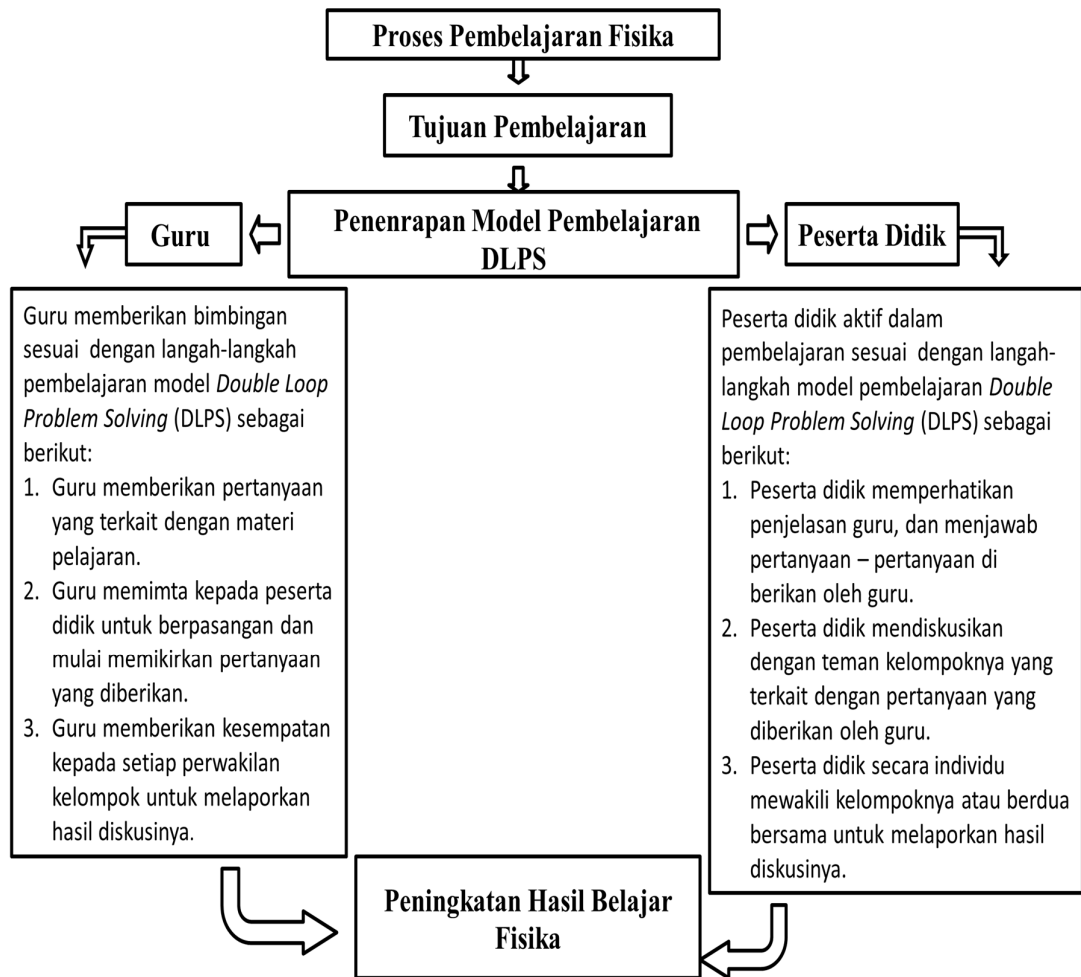 Proses Pembelajaran Fisika
Tujuan Pembelajaran
Penenrapan Model Pembelajaran
DLPS
Guru
Peserta Didik
Guru memberikan bimbingan
sesuai dengan langah-langkah
pembelajaran model Double Loop
Problem Solving (DLPS) sebagai
berikut:
1. Guru memberikan pertanyaan
yang terkait dengan materi
pelajaran.
2. Guru memimta kepada peserta
didik untuk berpasangan dan
mulai memikirkan pertanyaan
yang diberikan.
3. Guru memberikan kesempatan
kepada setiap perwakilan
kelompok untuk melaporkan
hasil diskusinya.
Peserta didik aktif dalam
pembelajaran sesuai dengan langah-
langkah model pembelajaran Double
Loop Problem Solving (DLPS) sebagai
berikut:
1. Peserta didik memperhatikan
penjelasan guru, dan menjawab
pertanyaan – pertanyaan di
berikan oleh guru.
2. Peserta didik mendiskusikan
dengan teman kelompoknya yang
terkait dengan pertanyaan yang
diberikan oleh guru.
3. Peserta didik secara individu
mewakili kelompoknya atau berdua
bersama untuk melaporkan hasil
diskusinya.
Peningkatan Hasil Belajar
Fisika